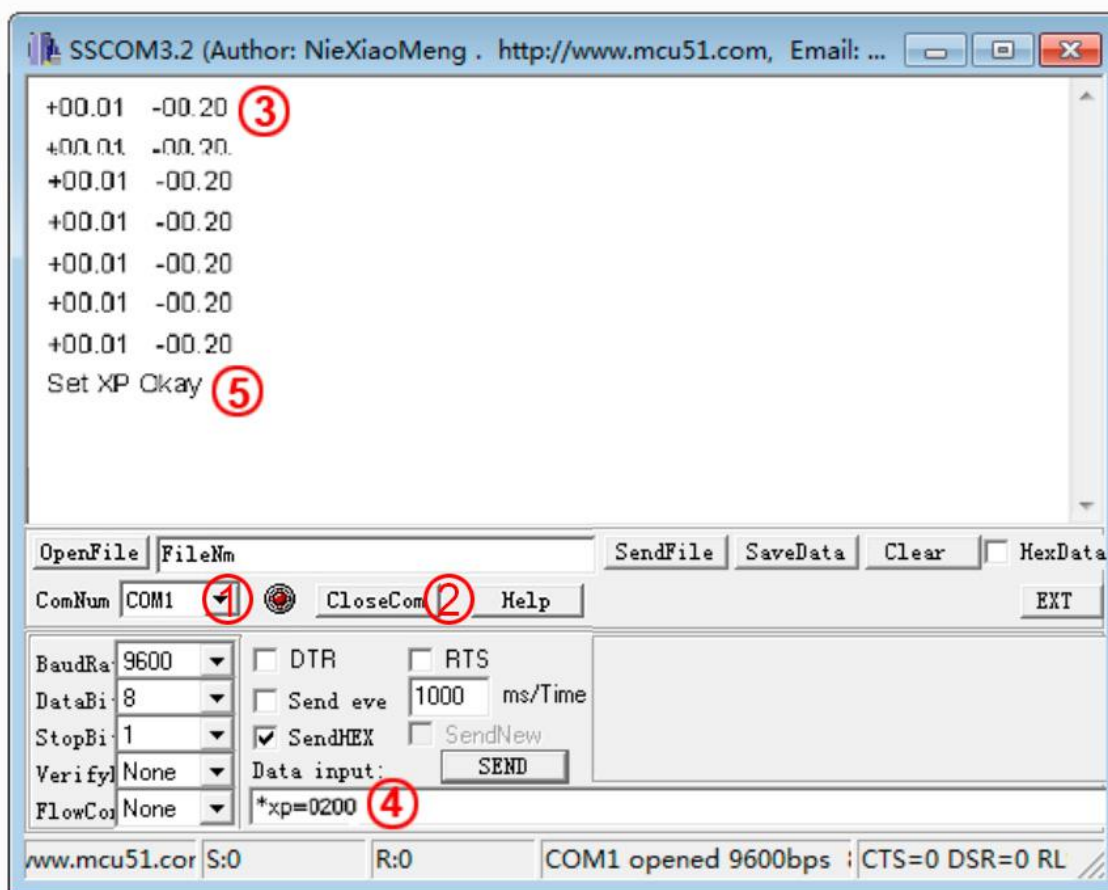 SSCOM3.2 (Author: NieXiaoMeng . http://www.mcu51.com, Email: ...
+00.01 -00.20 ③
+00.01 -00.20
+00.01 -00.20
+00.01 -00.20
+00.01 -00.20
+00.01 -00.20
+00.01 -00.20
Set XP Okay ⑤
OpenFile FileNm SendFile SaveData Clear HexData
ComNum COM1 ① CloseCom ② Help EXT
BaudRa 9600 DTR RTS
DataBi 8 Send eve 1000 ms/Time
StopBi 1 SendHEX SendNew
Verify None Data input: SEND
FlowCo None *xp=0200 ④
www.mcu51.cor S:0 R:0 COM1 opened 9600bps CTS=0 DSR=0 RL